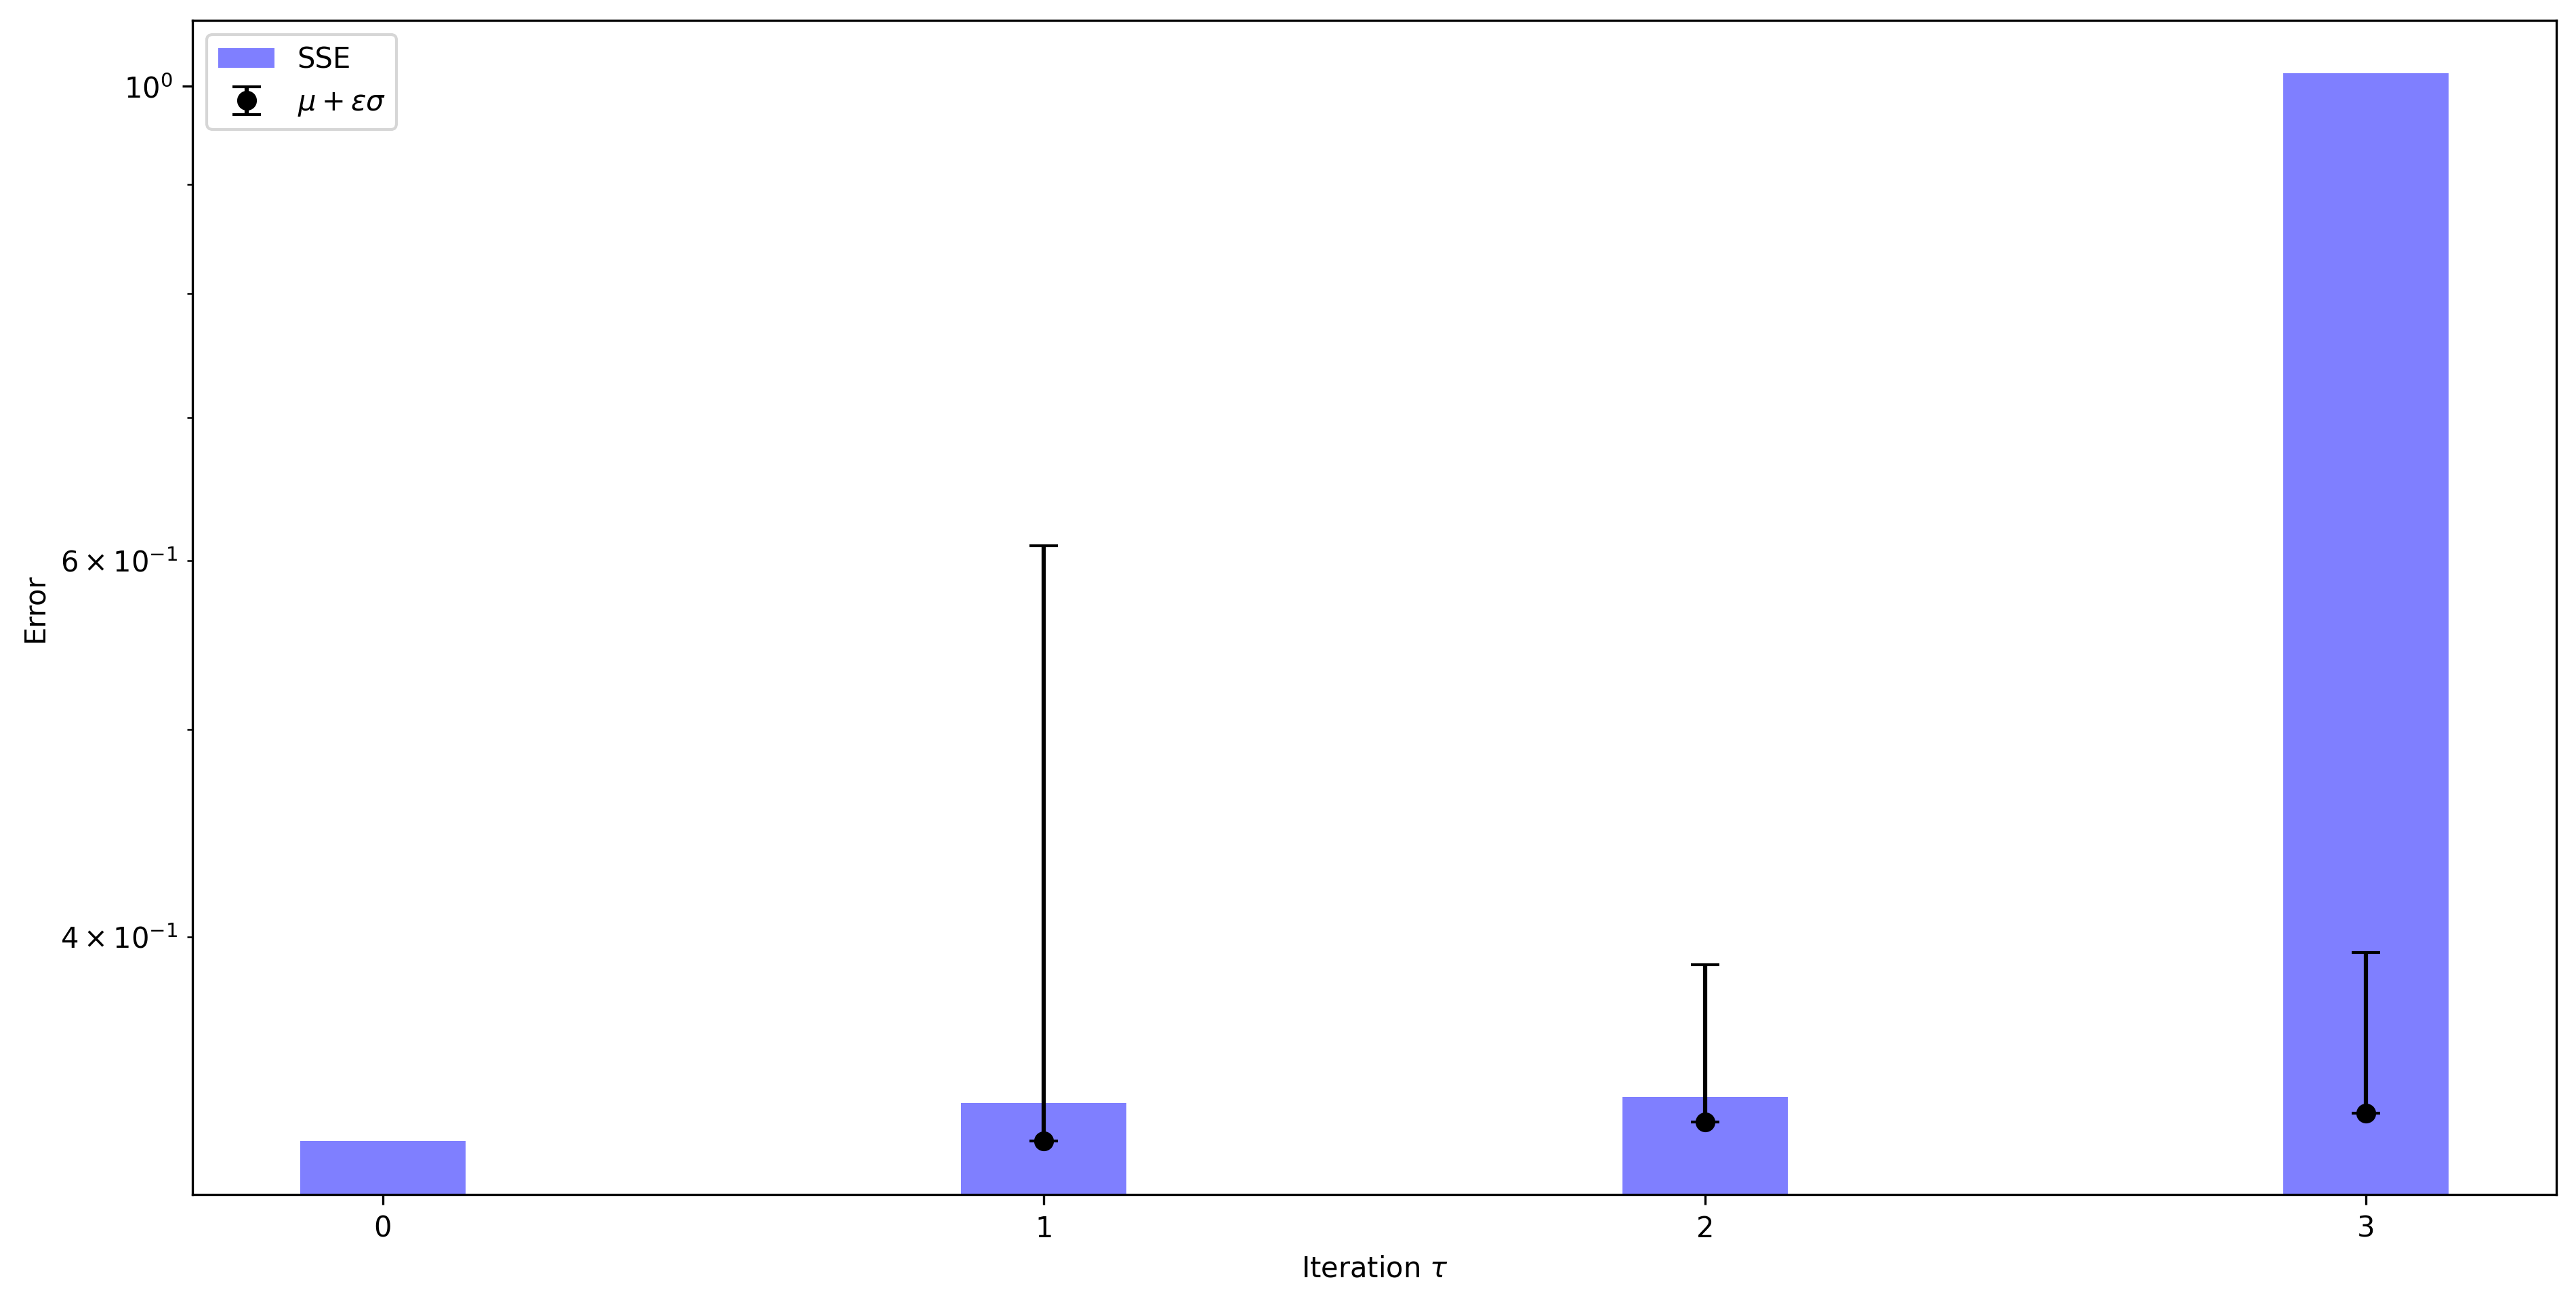 SSE
μ + εσ
10⁰
6 × 10⁻¹
4 × 10⁻¹
Error
0 1 2 3
Iteration τ